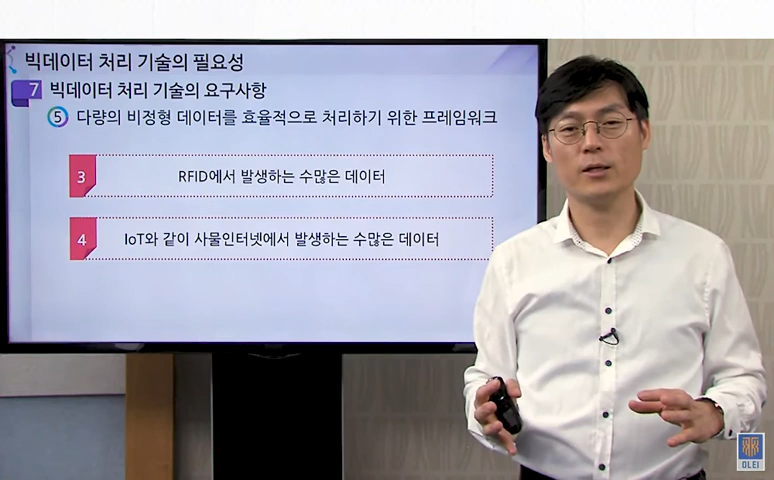 빅데이터 처리 기술의 필요성
7 빅데이터 처리 기술의 요구사항
5 다량의 비정형 데이터를 효율적으로 처리하기 위한 프레임워크
3 RFID에서 발생하는 수많은 데이터
4 IoT와 같이 사물인터넷에서 발생하는 수많은 데이터
OLEI